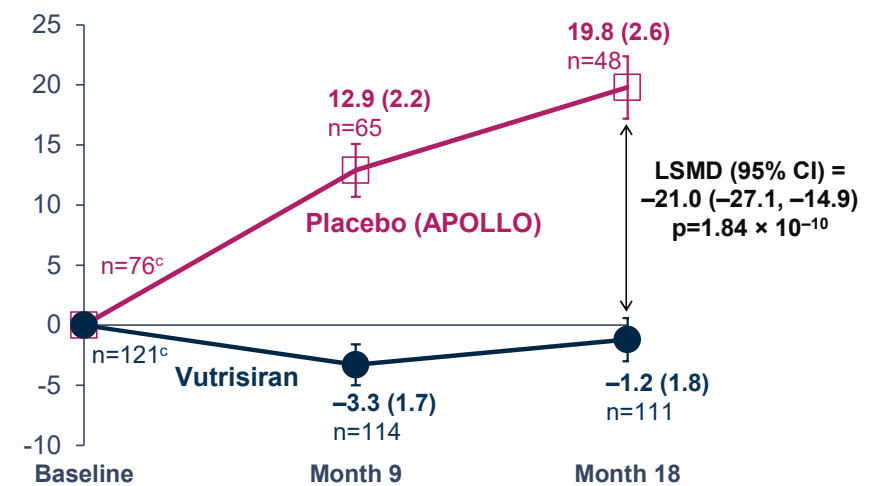 25
20
15
10
5
0
-5
-10
19.8 (2.6)
n=48
12.9 (2.2)
n=65
LSMD (95% CI) =
–21.0 (–27.1, –14.9)
p=1.84 × 10⁻¹⁰
Placebo (APOLLO)
n=76ᶜ
n=121ᶜ
Vutrisiran
–3.3 (1.7)
n=114
–1.2 (1.8)
n=111
Baseline
Month 9
Month 18